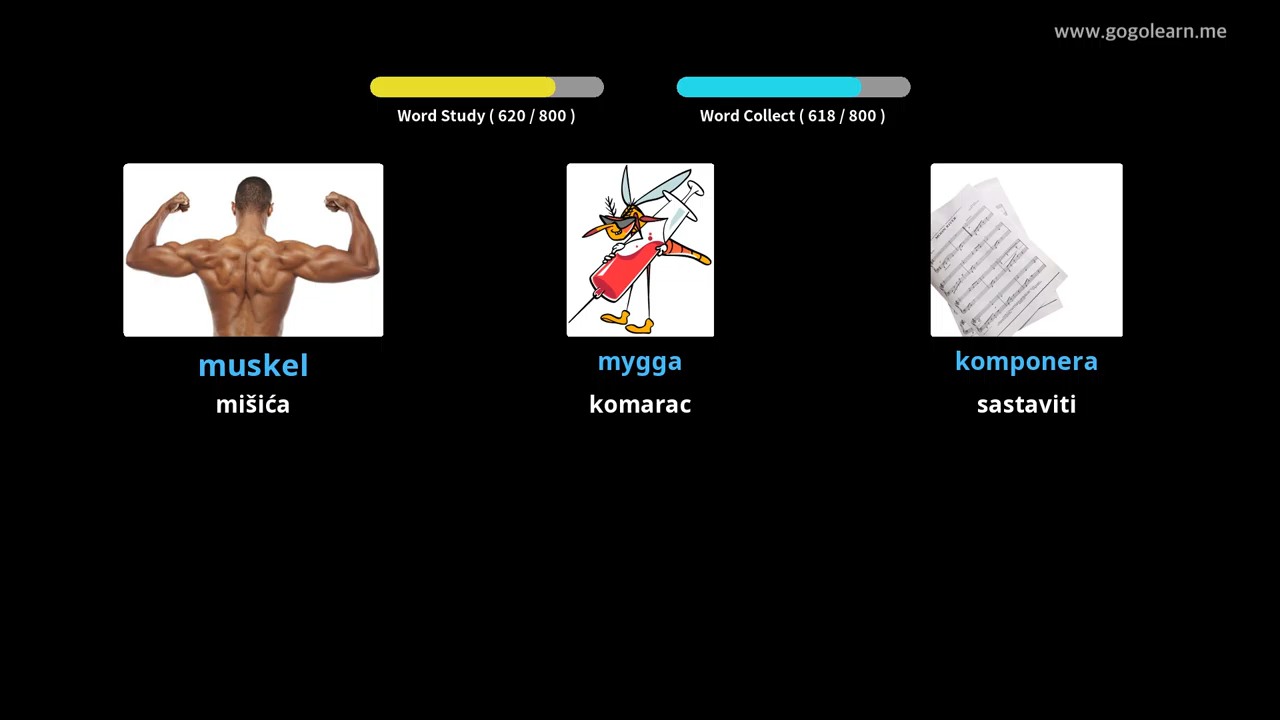 www.gogolearn.me
Word Study ( 620 / 800 )
Word Collect ( 618 / 800 )
muskel
mygga
komponera
mišića
komarac
sastaviti